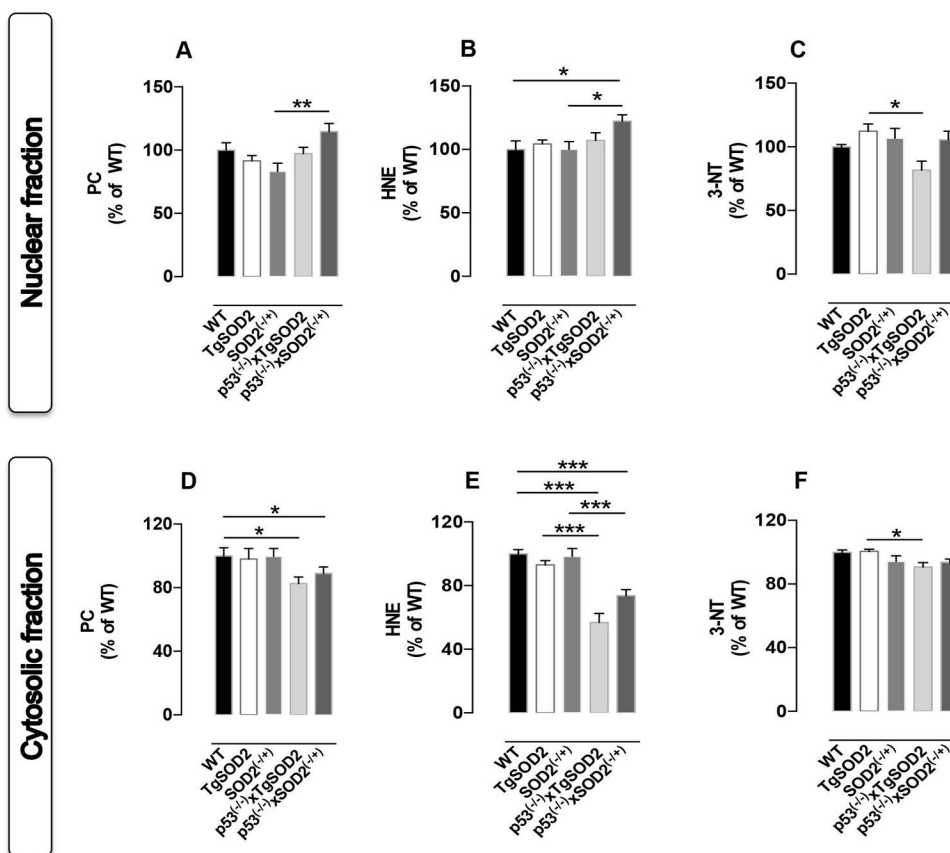 Nuclear fraction
A
PC
(% of WT)
150
100
50
0
**
WT
TgSOD2
SOD2(-/+)
p53(-/-)xTgSOD2
p53(-/-)xSOD2(-/+)
B
HNE
(% of WT)
150
100
50
0
*
*
WT
TgSOD2
SOD2(-/+)
p53(-/-)xTgSOD2
p53(-/-)xSOD2(-/+)
C
3-NT
(% of WT)
150
100
50
0
*
WT
TgSOD2
SOD2(-/+)
p53(-/-)xTgSOD2
p53(-/-)xSOD2(-/+)
Cytosolic fraction
D
PC
(% of WT)
120
80
40
0
*
*
WT
TgSOD2
SOD2(-/+)
p53(-/-)xTgSOD2
p53(-/-)xSOD2(-/+)
E
HNE
(% of WT)
120
80
40
0
***
***
***
***
WT
TgSOD2
SOD2(-/+)
p53(-/-)xTgSOD2
p53(-/-)xSOD2(-/+)
F
3-NT
(% of WT)
120
80
40
0
*
WT
TgSOD2
SOD2(-/+)
p53(-/-)xTgSOD2
p53(-/-)xSOD2(-/+)